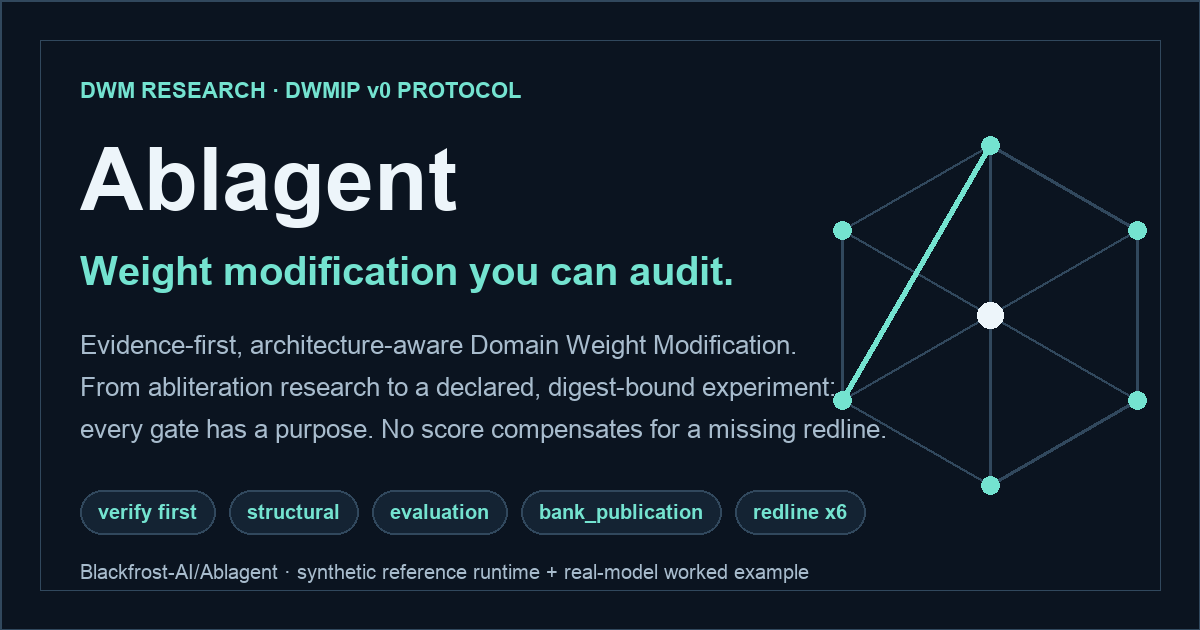 DWM RESEARCH · DWMIP v0 PROTOCOL
Ablagent
Weight modification you can audit.
Evidence-first, architecture-aware Domain Weight Modification.
From abliteration research to a declared, digest-bound experiment:
every gate has a purpose. No score compensates for a missing redline.
verify first structural evaluation bank_publication redline x6
Blackfrost-AI/Ablagent · synthetic reference runtime + real-model worked example